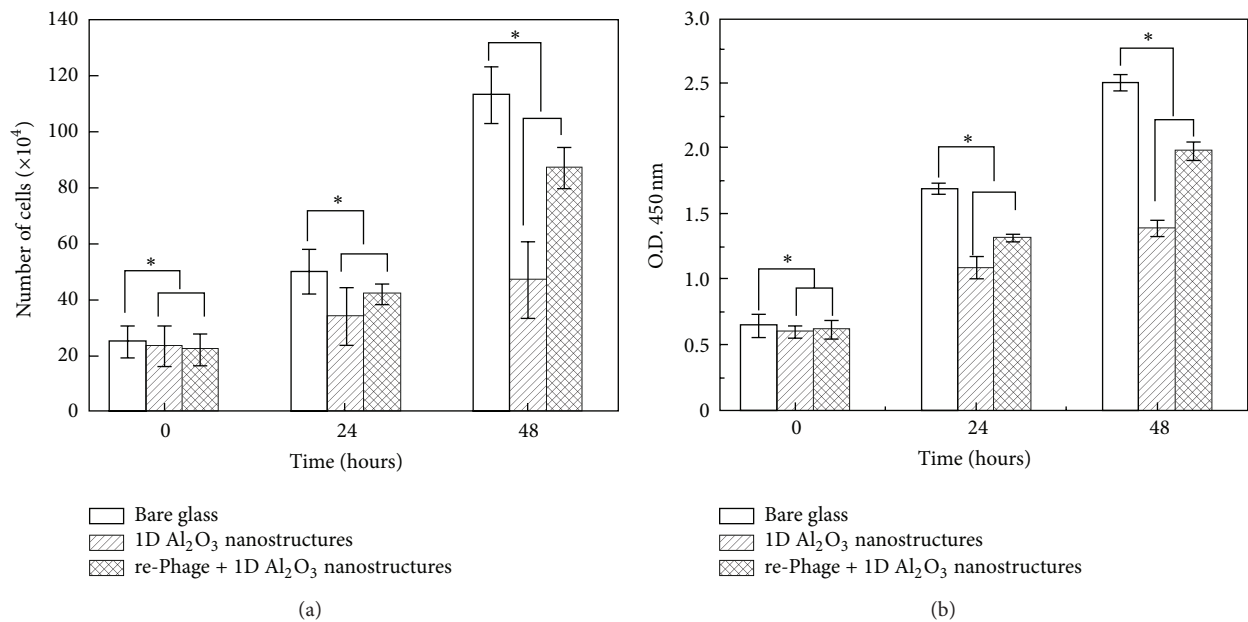 140
120
100
80
60
40
20
0
Number of cells (×10⁴)
*
*
*
0 24 48
Time (hours)
Bare glass
1D Al₂O₃ nanostructures
re-Phage + 1D Al₂O₃ nanostructures
(a)
3.0
2.5
2.0
1.5
1.0
0.5
0
O.D. 450 nm
*
*
*
0 24 48
Time (hours)
Bare glass
1D Al₂O₃ nanostructures
re-Phage + 1D Al₂O₃ nanostructures
(b)